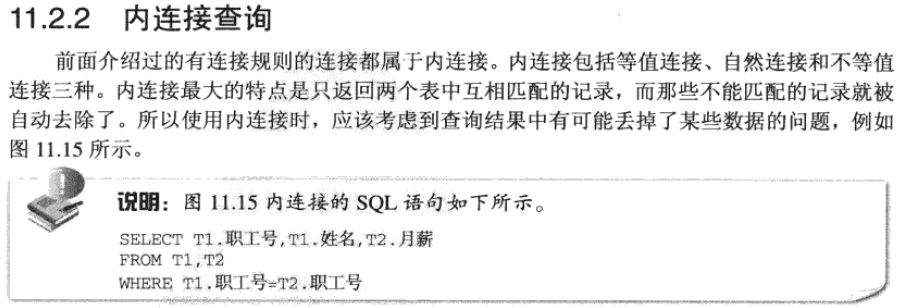 11.2.2 内连接查询
前面介绍过的有连接规则的连接都属于内连接。内连接包括等值连接、自然连接和不等值
连接三种。内连接最大的特点是只返回两个表中互相匹配的记录，而那些不能匹配的记录就被
自动去除了。所以使用内连接时，应该考虑到查询结果中有可能丢掉了某些数据的问题，例如
图 11.15 所示。
说明：图 11.15 内连接的 SQL 语句如下所示。
SELECT T1.职工号,T1.姓名,T2.月薪
FROM T1,T2
WHERE T1.职工号=T2.职工号